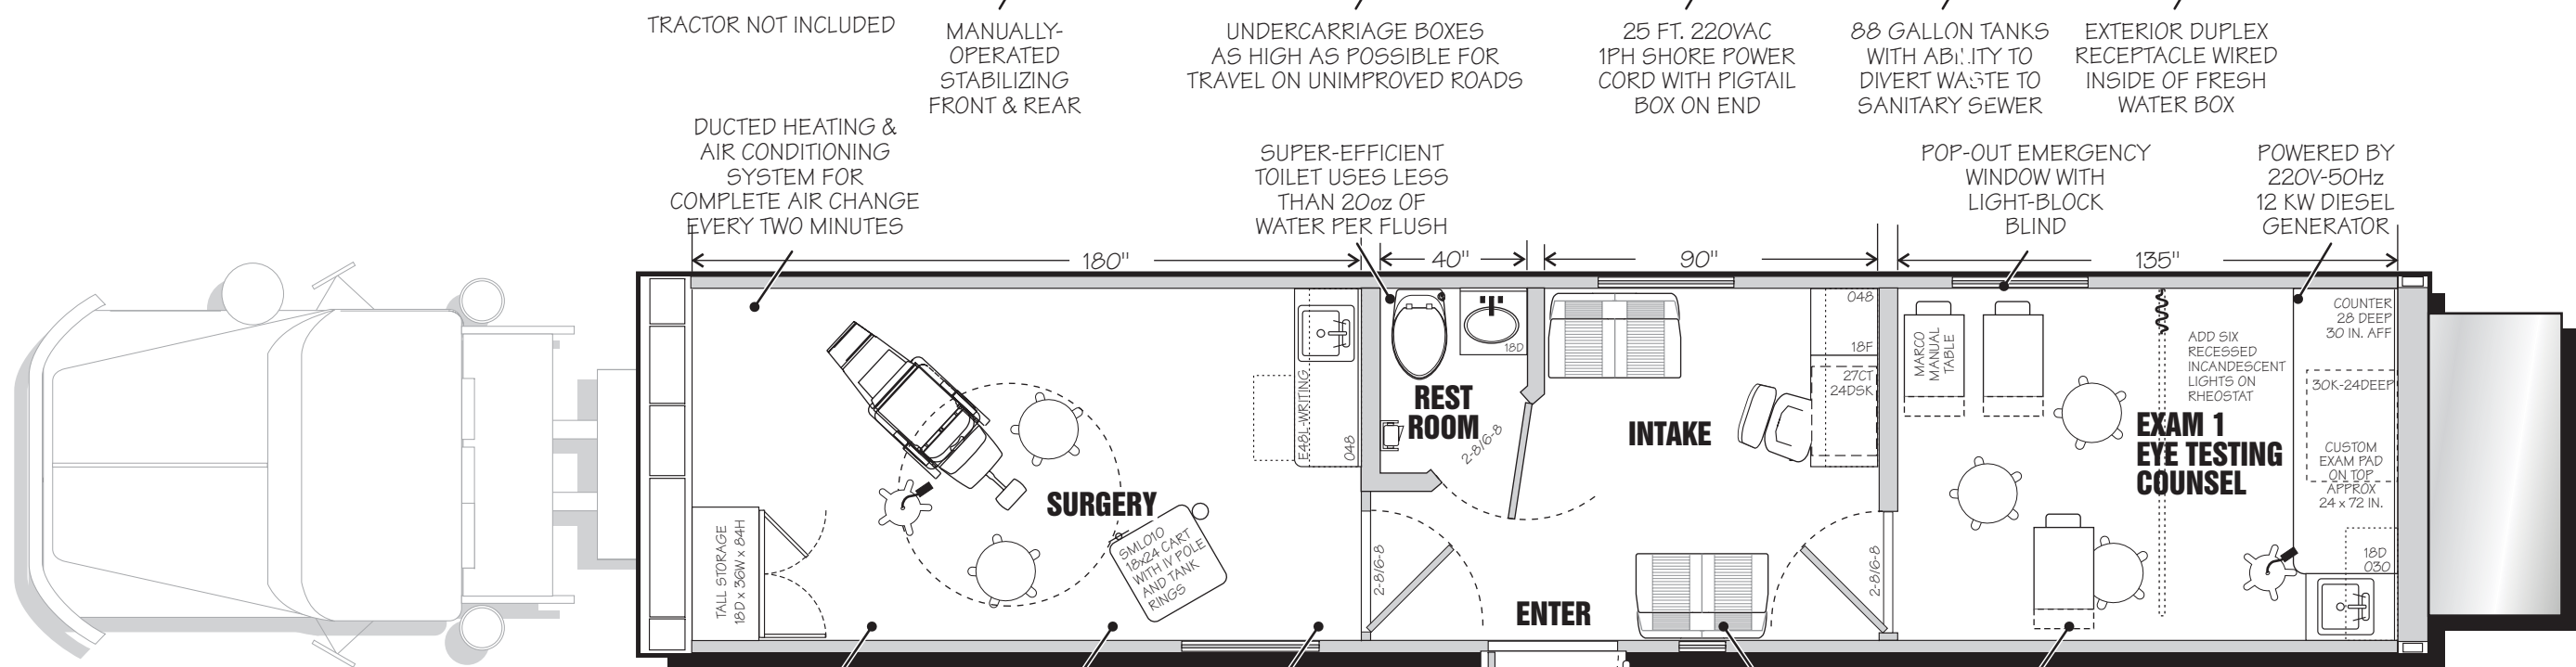 TRACTOR NOT INCLUDED
MANUALLY-
OPERATED
STABILIZING
FRONT & REAR
UNDERCARRIAGE BOXES
AS HIGH AS POSSIBLE FOR
TRAVEL ON UNIMPROVED ROADS
25 FT. 220VAC
1PH SHORE POWER
CORD WITH PIGTAIL
BOX ON END
88 GALLON TANKS
WITH ABILITY TO
DIVERT WASTE TO
SANITARY SEWER
EXTERIOR DUPLEX
RECEPTACLE WIRED
INSIDE OF FRESH
WATER BOX
DUCTED HEATING &
AIR CONDITIONING
SYSTEM FOR
COMPLETE AIR CHANGE
EVERY TWO MINUTES
SUPER-EFFICIENT
TOILET USES LESS
THAN 20oz OF
WATER PER FLUSH
POP-OUT EMERGENCY
WINDOW WITH
LIGHT-BLOCK
BLIND
POWERED BY
220V-50Hz
12 KW DIESEL
GENERATOR
180"
40"
90"
135"
TALL STORAGE
18D x 36W x 84H
SURGERY
SML010
18x24 CART
WITH IV POLE
AND TANK
RINGS
E48L-WRITING
048
18D
REST
ROOM
2-8/6-8
2-8/6-8
ENTER
INTAKE
048
18F
27CT
24DSK
2-8/6-8
MARCO
MANUAL
TABLE
ADD SIX
RECESSED
INCANDESCENT
LIGHTS ON
RHEOSTAT
EXAM 1
EYE TESTING
COUNSEL
COUNTER
28 DEEP
30 IN. AFF
30K-24DEEP
CUSTOM
EXAM PAD
ON TOP
APPROX
24 x 72 IN.
18D
030